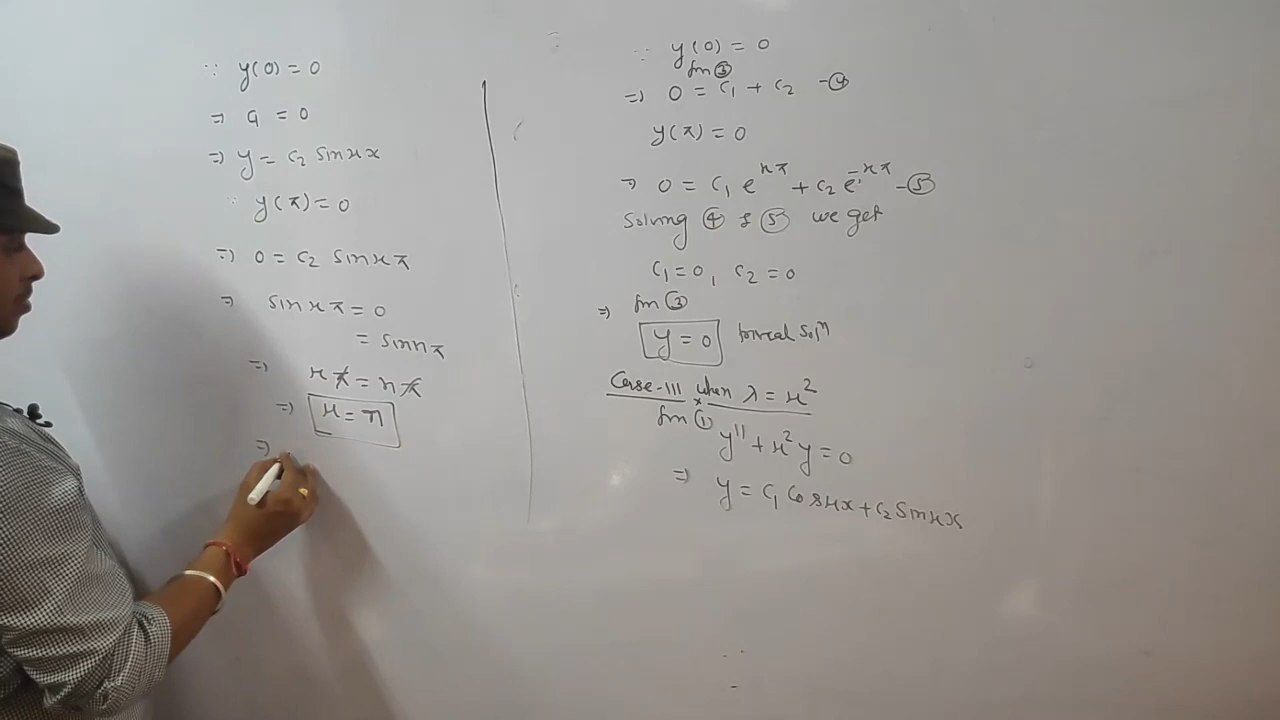 ∵ y(0) = 0
⇒ C₁ = 0
⇒ y = C₂ sin μx
∵ y(π) = 0
⇒ 0 = C₂ sin μπ
⇒ sin μπ = 0
= sin nπ
⇒ μπ = nπ
⇒ μ = n
⇒
∵ y(0) = 0
fm ③
⇒ 0 = C₁ + C₂ -④
y(π) = 0
⇒ 0 = C₁ e^{μπ} + C₂ e^{-μπ} -⑤
Solving ④ & ⑤ we get
C₁ = 0, C₂ = 0
⇒ fm ③
y = 0 trivial solⁿ
Case-III when λ = μ²
fm ①
y'' + μ²y = 0
⇒ y = C₁ Cos μx + C₂ Sin μx